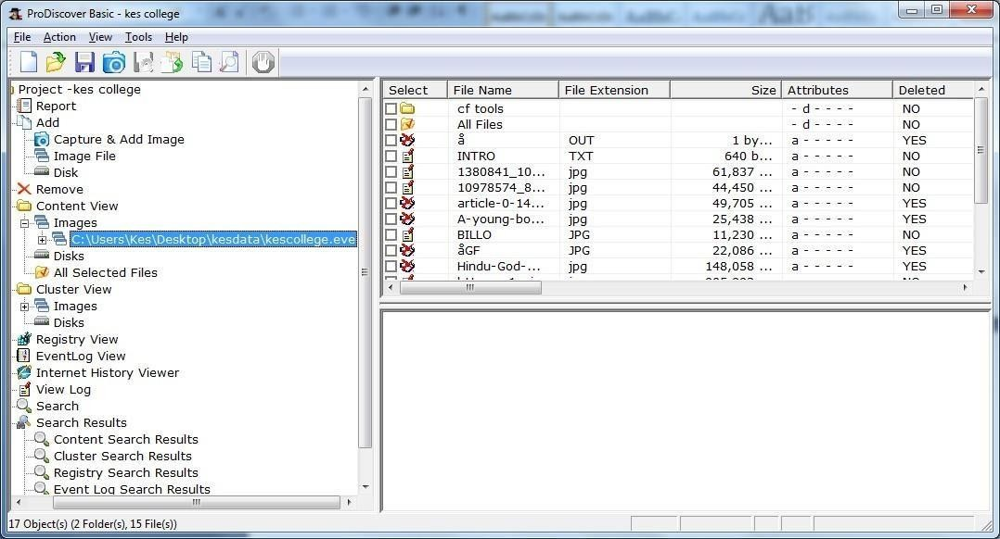 ProDiscover Basic - kes college
File Action View Tools Help
Project -kes college
Report
Add
Capture & Add Image
Image File
Disk
Remove
Content View
Images
C:\Users\Kes\Desktop\kesdata\kescollege.eve
Disks
All Selected Files
Cluster View
Images
Disks
Registry View
EventLog View
Internet History Viewer
View Log
Search
Search Results
Content Search Results
Cluster Search Results
Registry Search Results
Event Log Search Results
Select File Name File Extension Size Attributes Deleted
cf tools - d - - - - NO
All Files - d - - - - NO
å OUT 1 by... a - - - - - YES
INTRO TXT 640 b... a - - - - - NO
1380841_10... jpg 61,837 ... a - - - - - NO
10978574_8... jpg 44,450 ... a - - - - - NO
article-0-14... jpg 49,705 ... a - - - - - YES
A-young-bo... jpg 25,438 ... a - - - - - YES
BILLO JPG 11,230 ... a - - - - - NO
åGF JPG 22,086 ... a - - - - - YES
Hindu-God-... jpg 148,058 ... a - - - - - YES
17 Object(s) (2 Folder(s), 15 File(s))